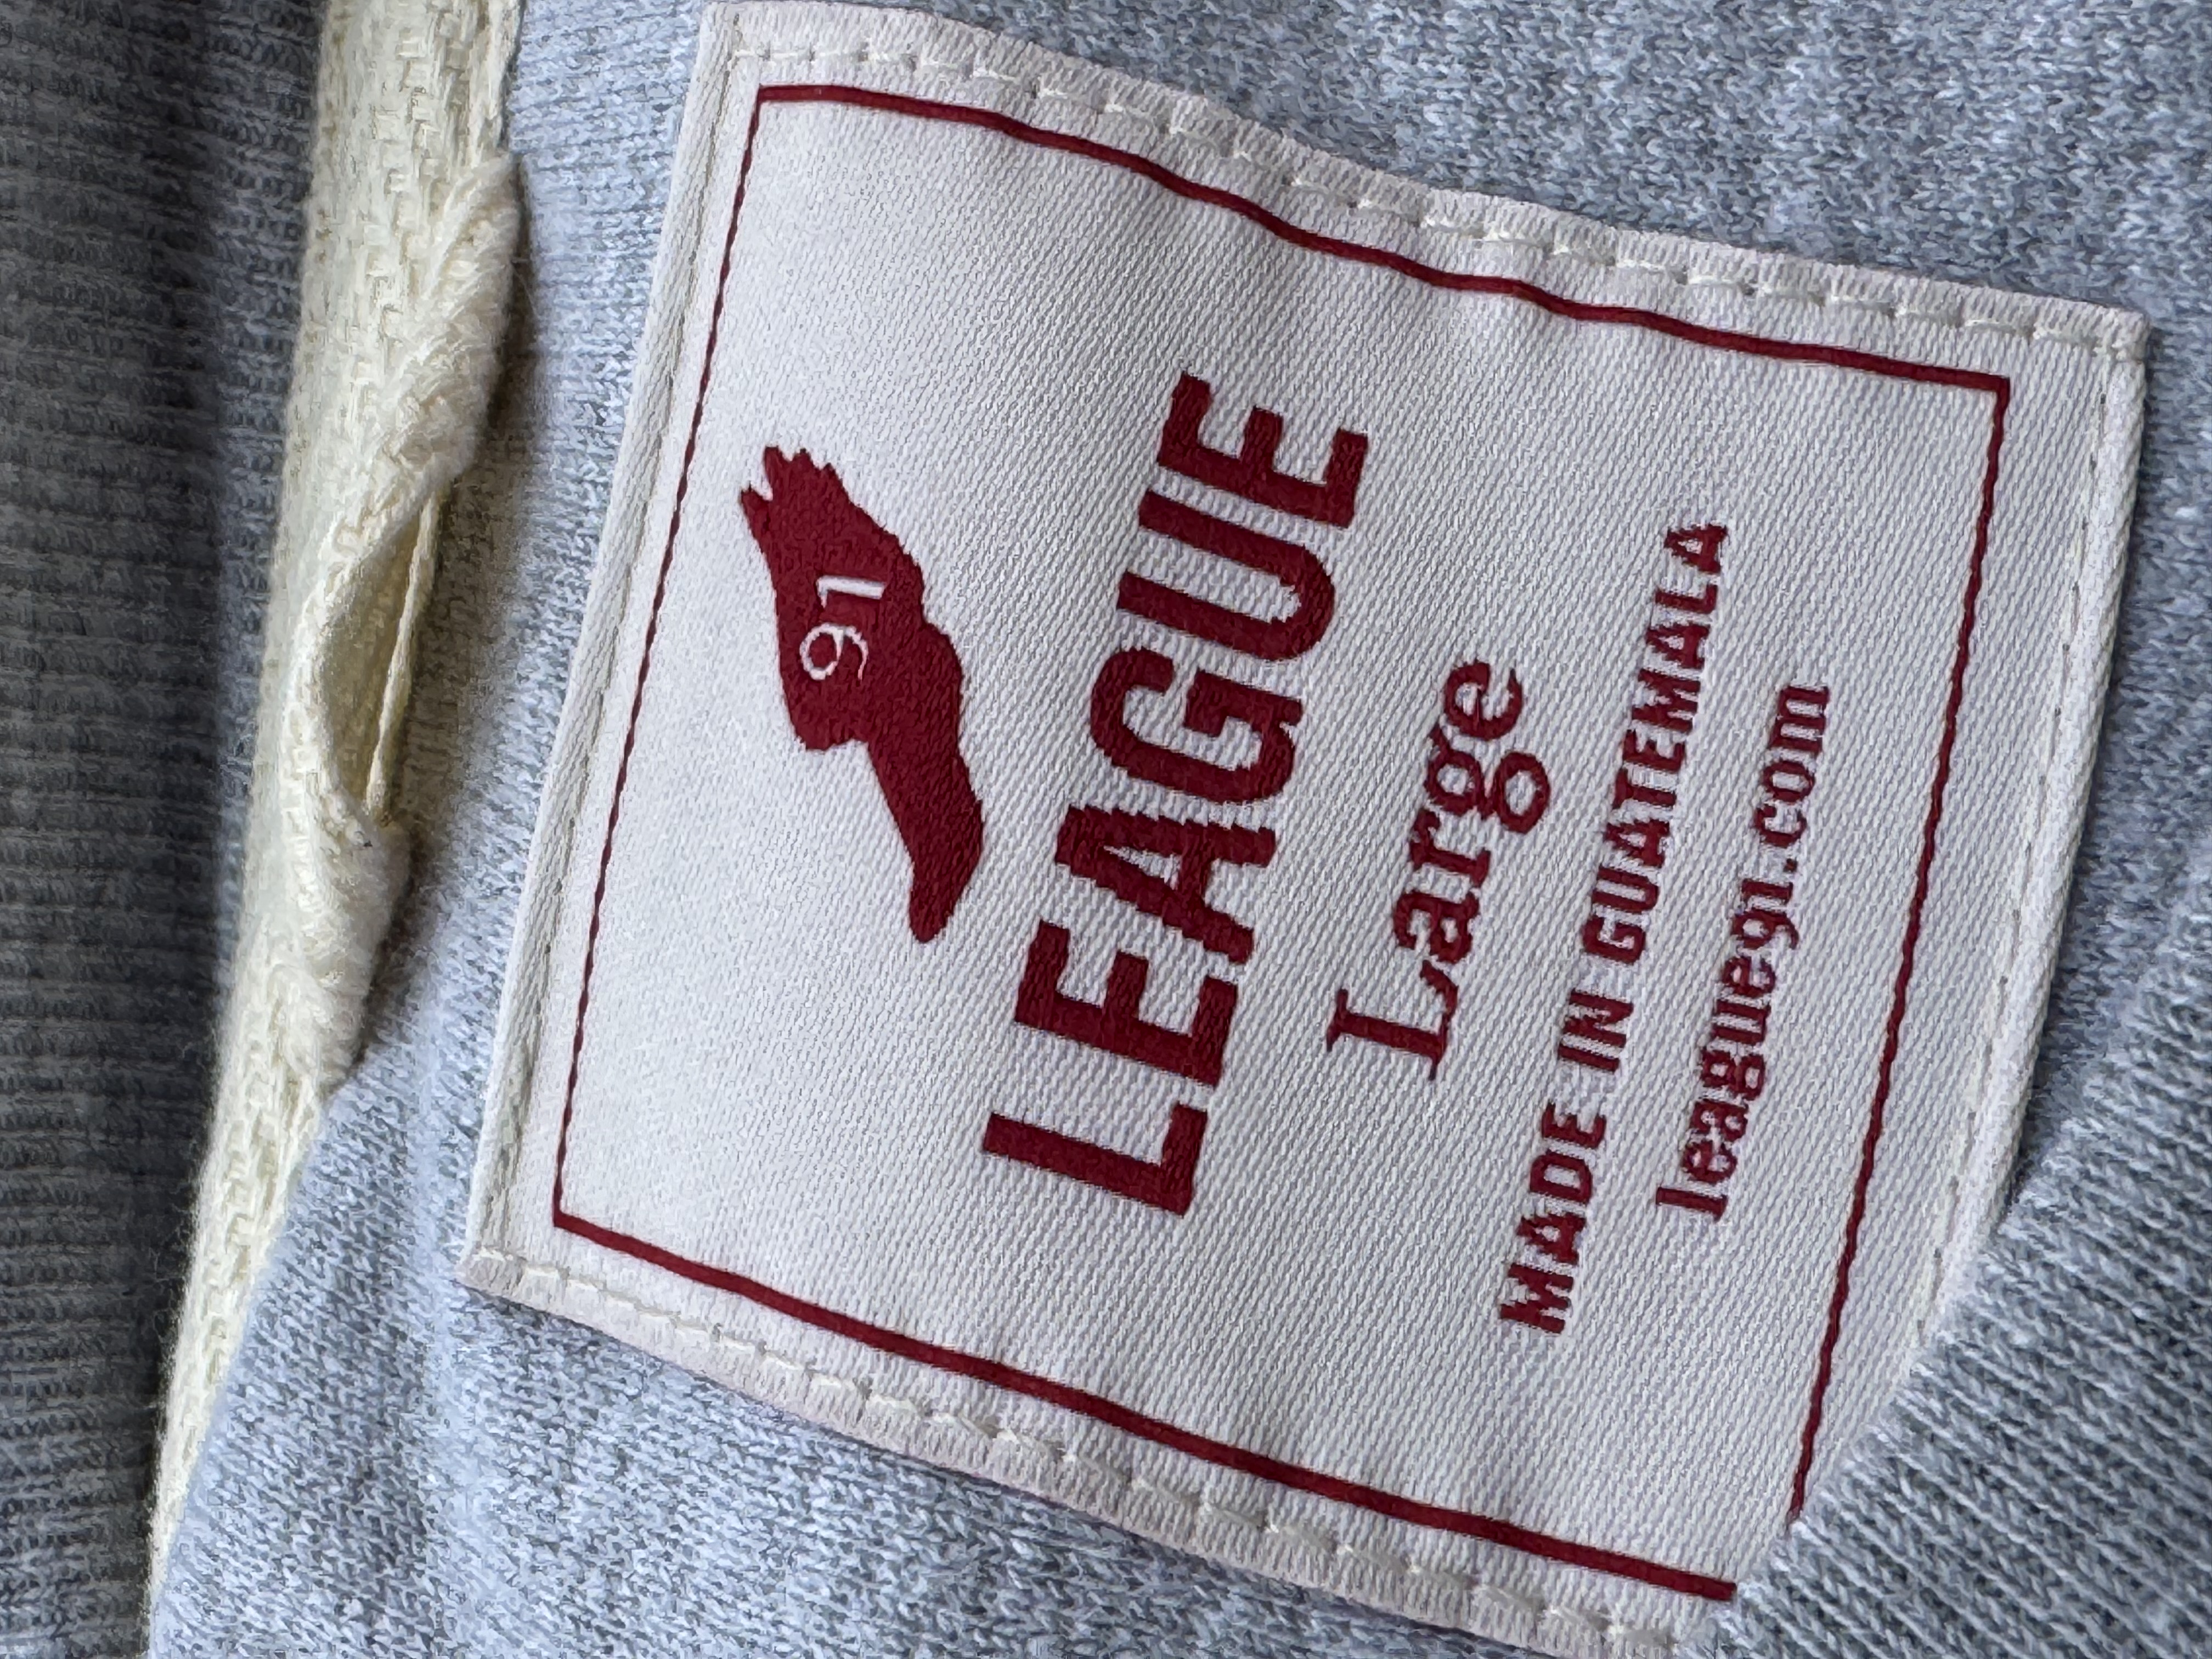 91
LEAGUE
Large
MADE IN GUATEMALA
league91.com